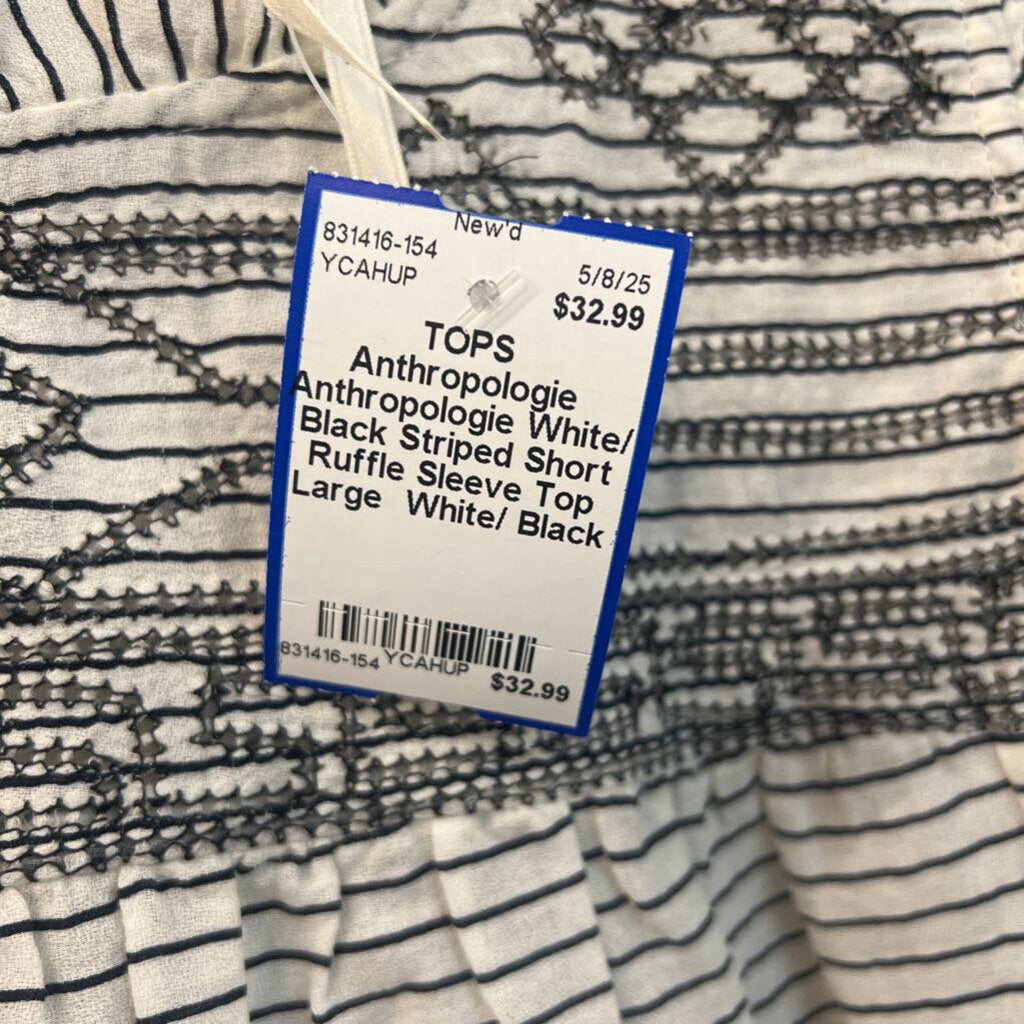 New'd
831416-154
YCAHUP
5/8/25
$32.99
TOPS
Anthropologie
Anthropologie White/
Black Striped Short
Ruffle Sleeve Top
Large White/ Black
831416-154 YCAHUP
$32.99